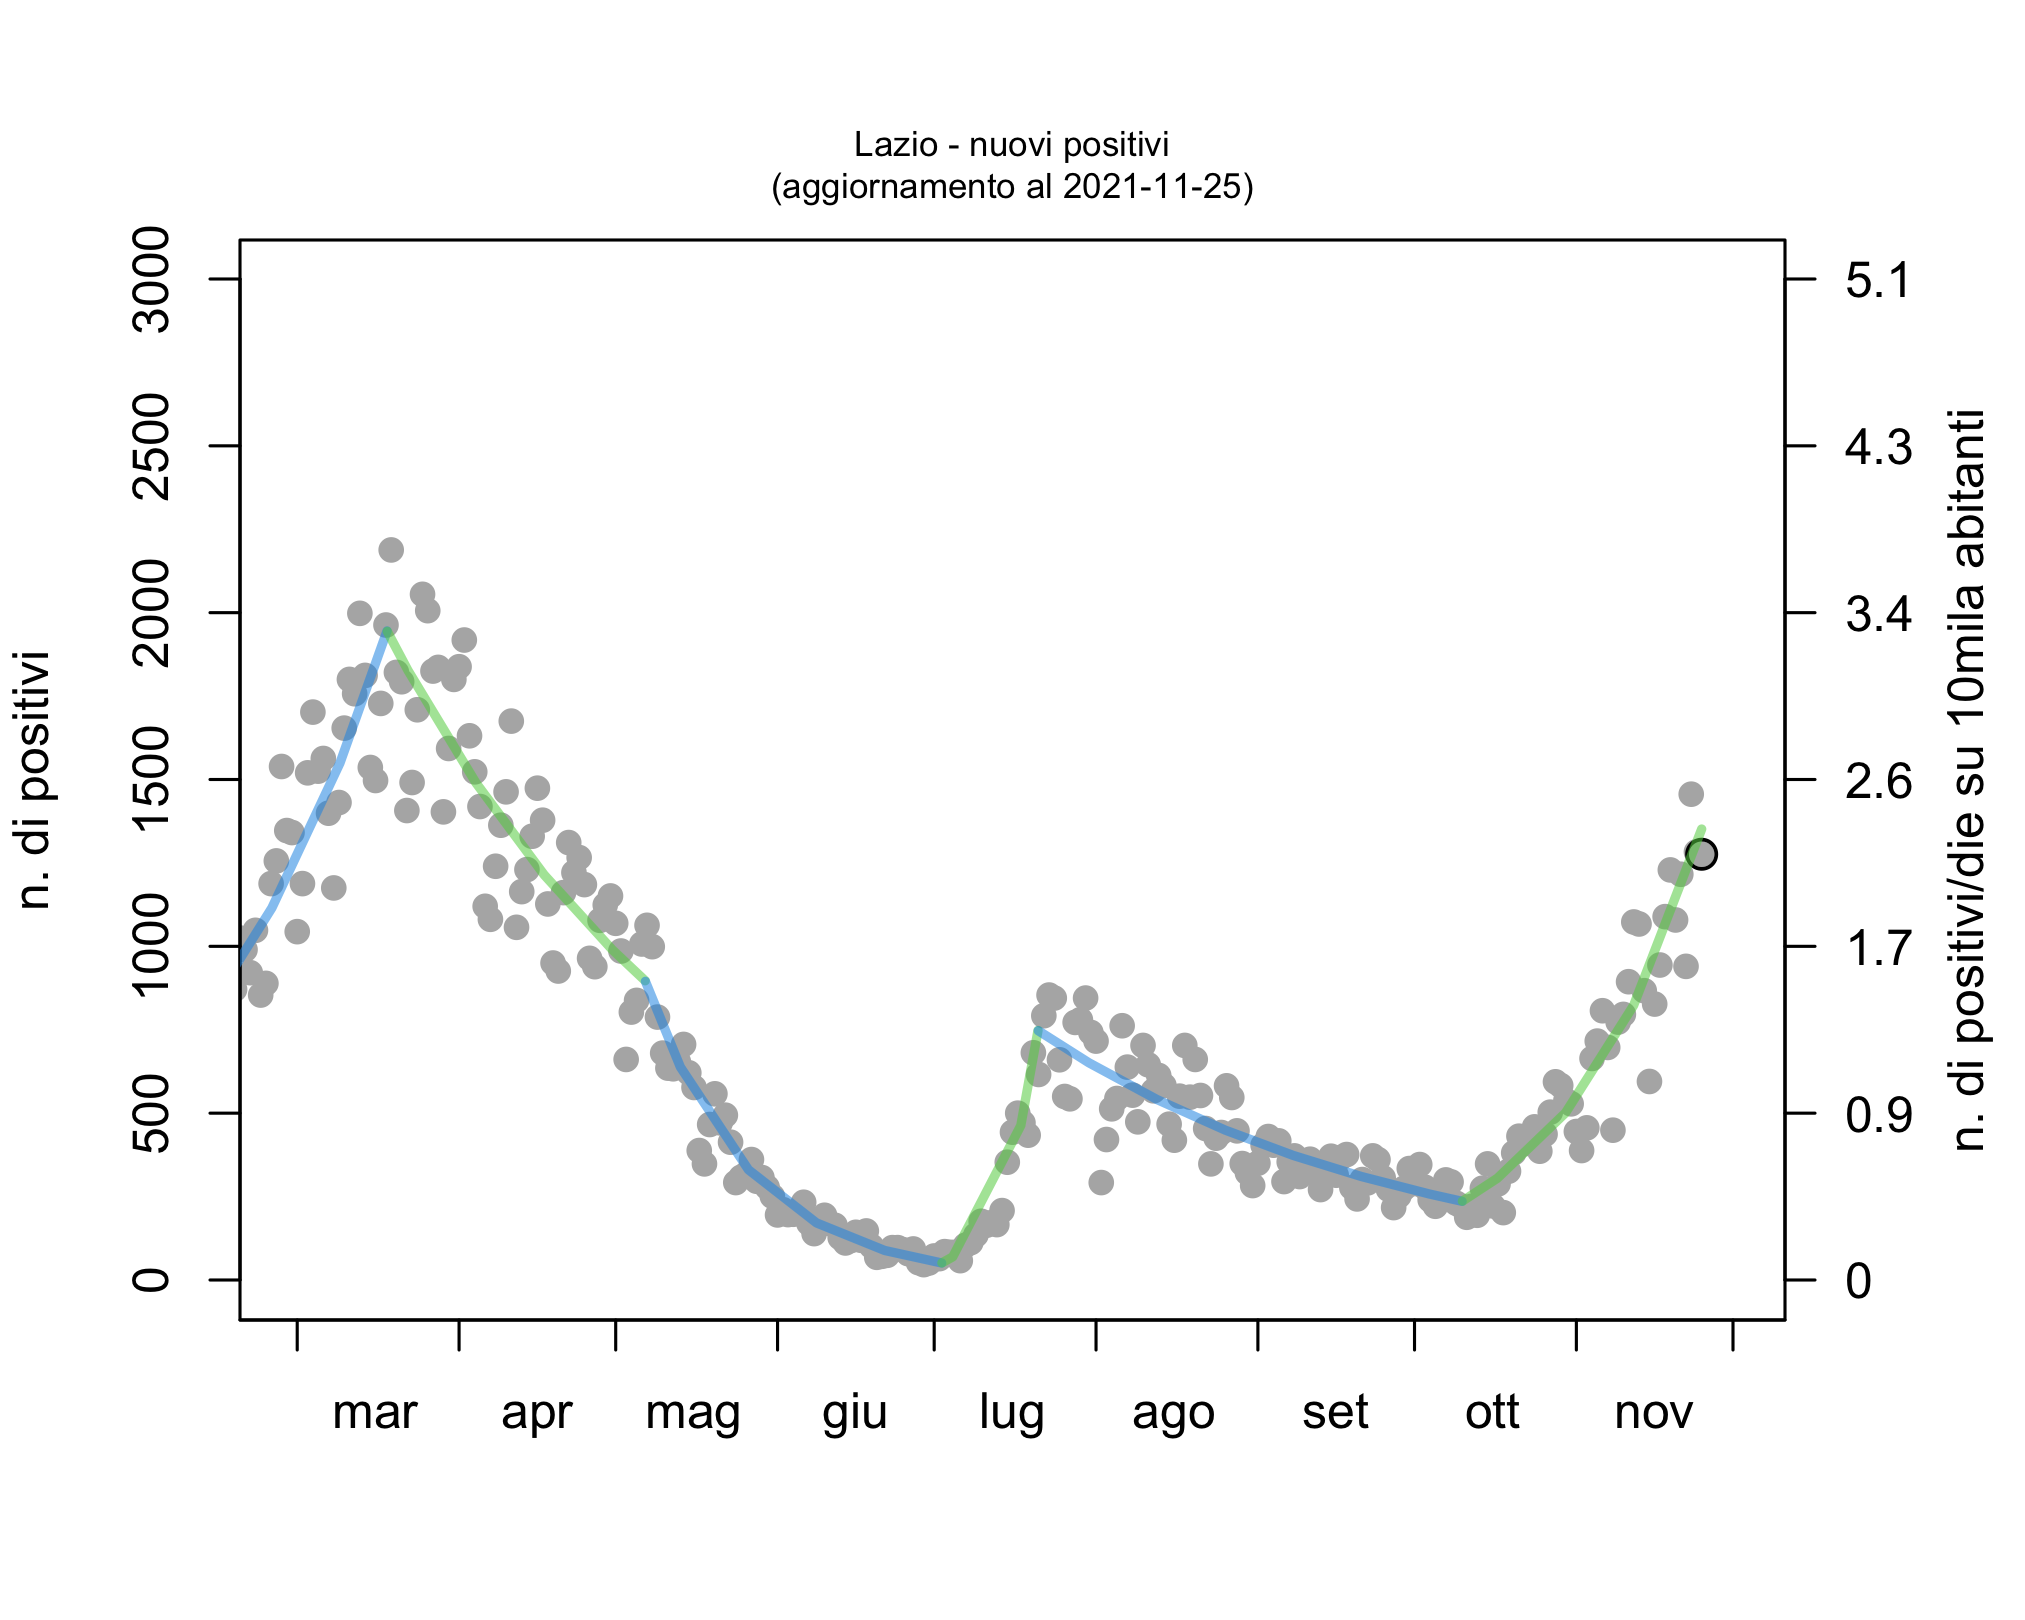 Lazio - nuovi positivi
(aggiornamento al 2021-11-25)
n. di positivi
3000
2500
2000
1500
1000
500
0
5.1
4.3
3.4
2.6
1.7
0.9
0
n. di positivi/die su 10mila abitanti
mar apr mag giu lug ago set ott nov